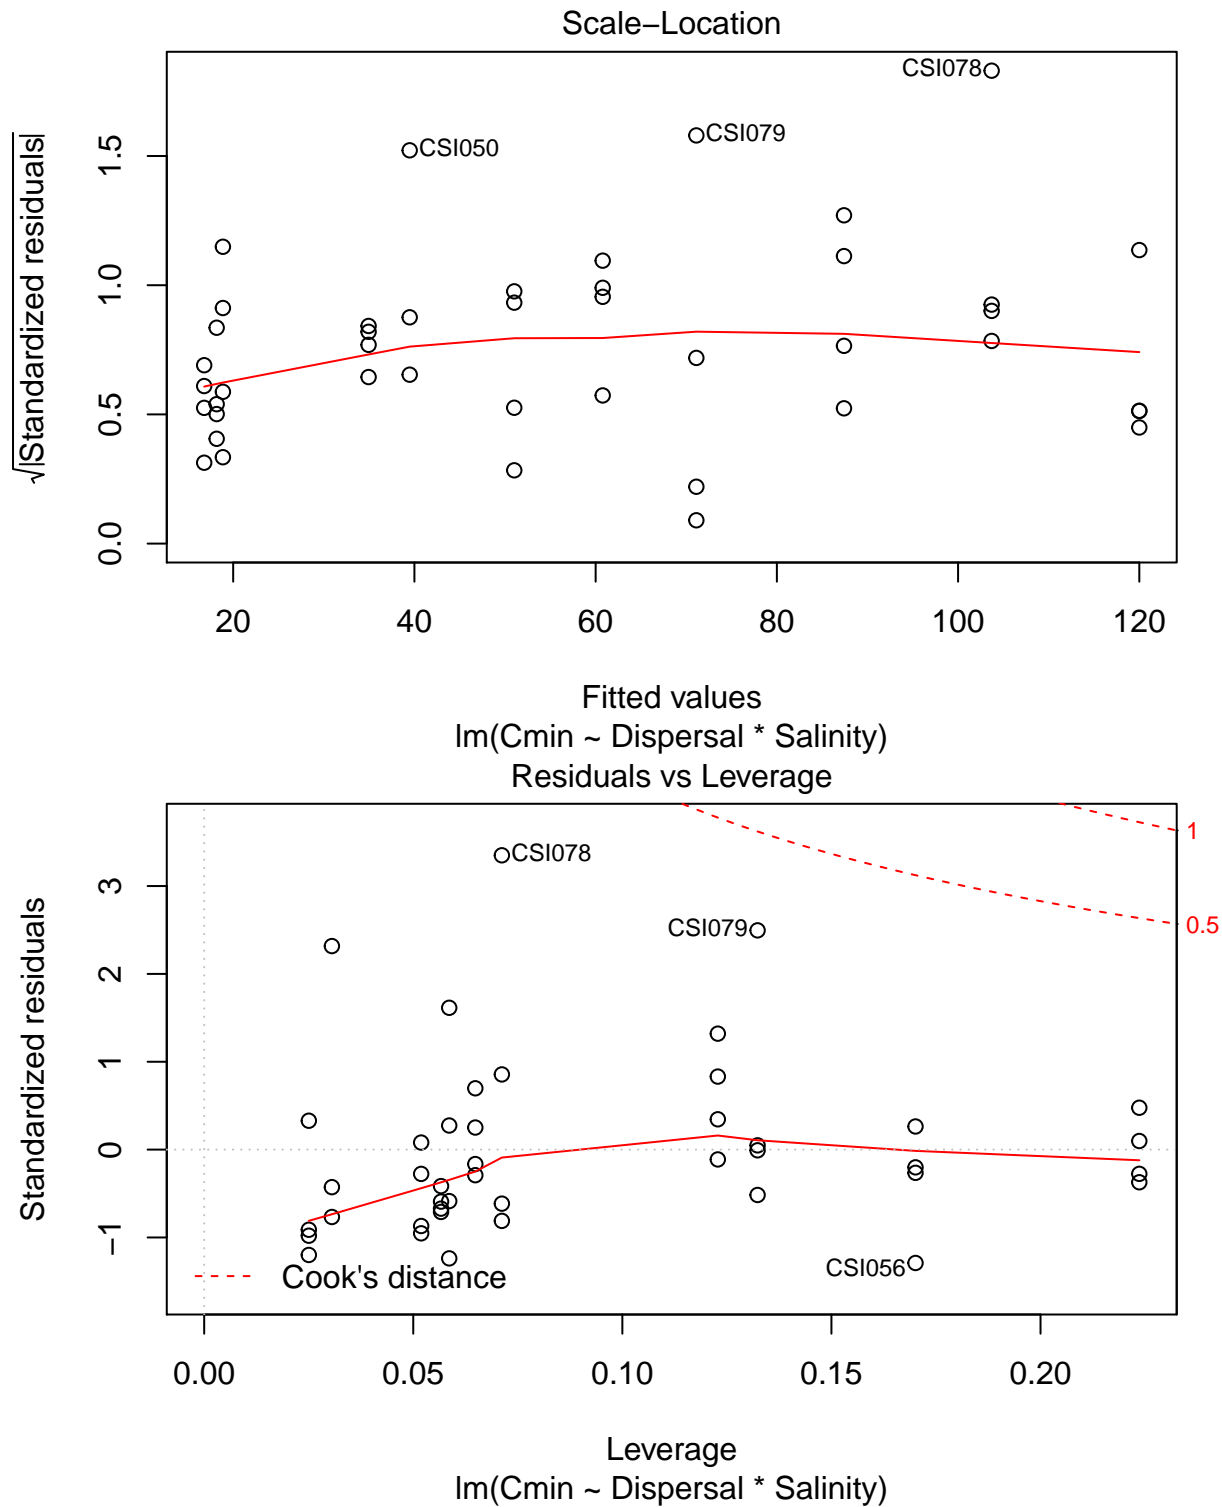 Scale−Location
√|Standardized residuals|
0.0 0.5 1.0 1.5
CSI078
CSI079
CSI050
20 40 60 80 100 120
Fitted values
lm(Cmin ~ Dispersal * Salinity)
Residuals vs Leverage
Standardized residuals
−1 0 1 2 3
1
CSI078
CSI079
0.5
CSI056
Cook's distance
0.00 0.05 0.10 0.15 0.20
Leverage
lm(Cmin ~ Dispersal * Salinity)